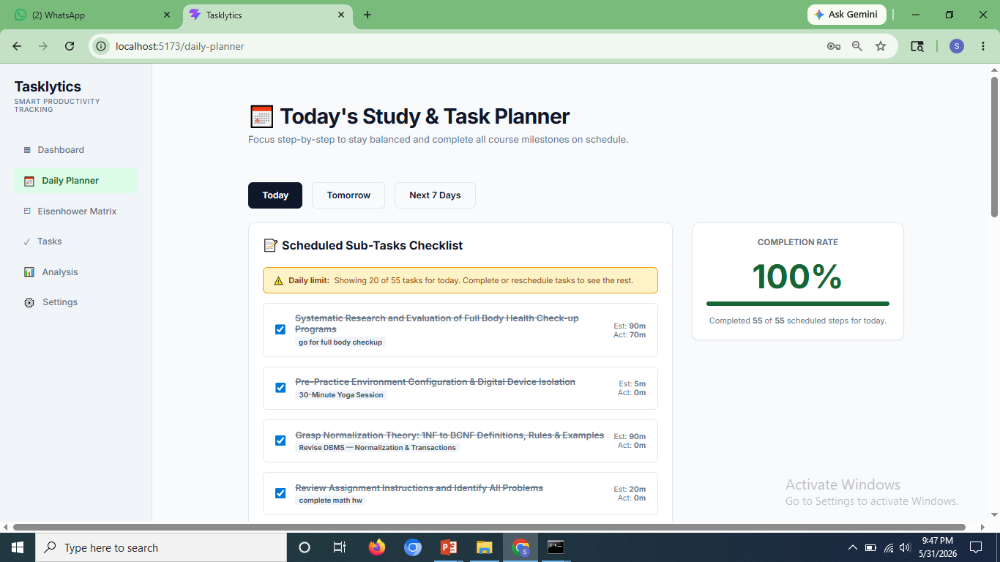 (2) WhatsApp
Tasklytics
Ask Gemini
localhost:5173/daily-planner
S
Tasklytics
SMART PRODUCTIVITY
TRACKING
Dashboard
Daily Planner
Eisenhower Matrix
Tasks
Analysis
Settings
Today's Study & Task Planner
Focus step-by-step to stay balanced and complete all course milestones on schedule.
Today
Tomorrow
Next 7 Days
Scheduled Sub-Tasks Checklist
Daily limit: Showing 20 of 55 tasks for today. Complete or reschedule tasks to see the rest.
Systematic Research and Evaluation of Full Body Health Check-up
Programs
go for full body checkup
Est: 90m
Act: 70m
Pre-Practice Environment Configuration & Digital Device Isolation
30-Minute Yoga Session
Est: 5m
Act: 0m
Grasp Normalization Theory: 1NF to BCNF Definitions, Rules & Examples
Revise DBMS — Normalization & Transactions
Est: 90m
Act: 0m
Review Assignment Instructions and Identify All Problems
complete math hw
Est: 20m
Act: 0m
COMPLETION RATE
100%
Completed 55 of 55 scheduled steps for today.
Activate Windows
Go to Settings to activate Windows.
Type here to search
9:47 PM
5/31/2026